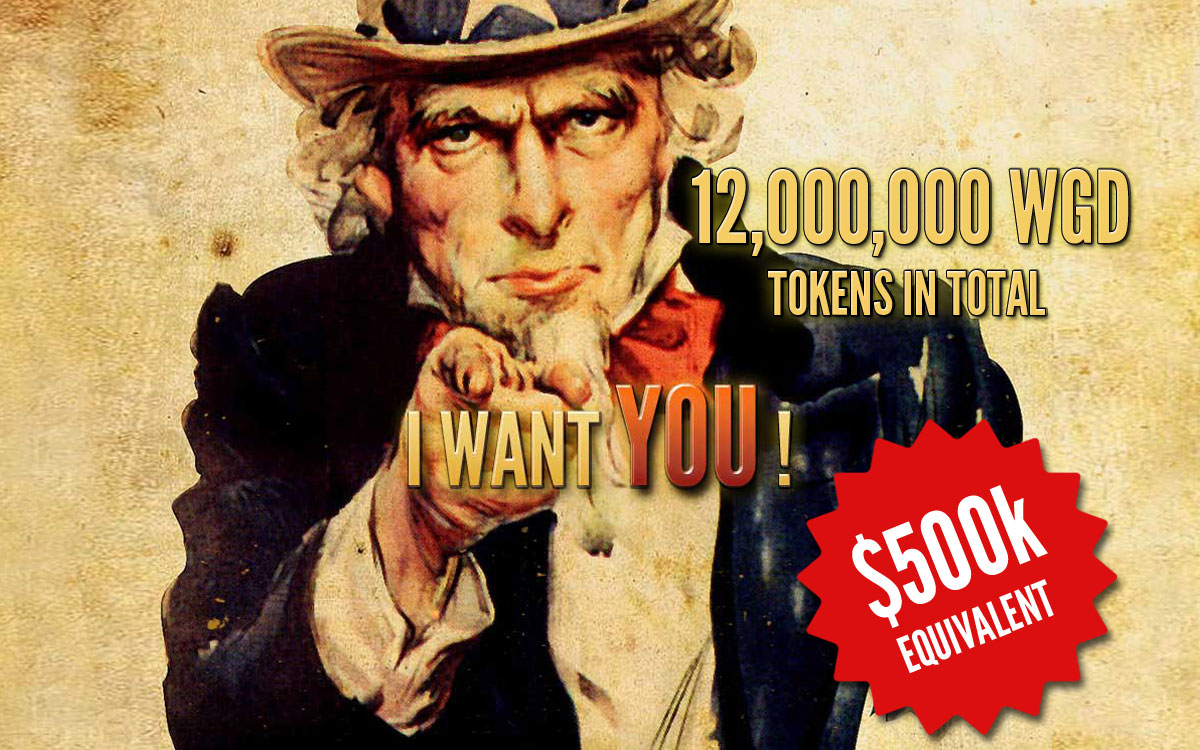 12,000,000 WGD
TOKENS IN TOTAL
I WANT YOU !
$500k
EQUIVALENT